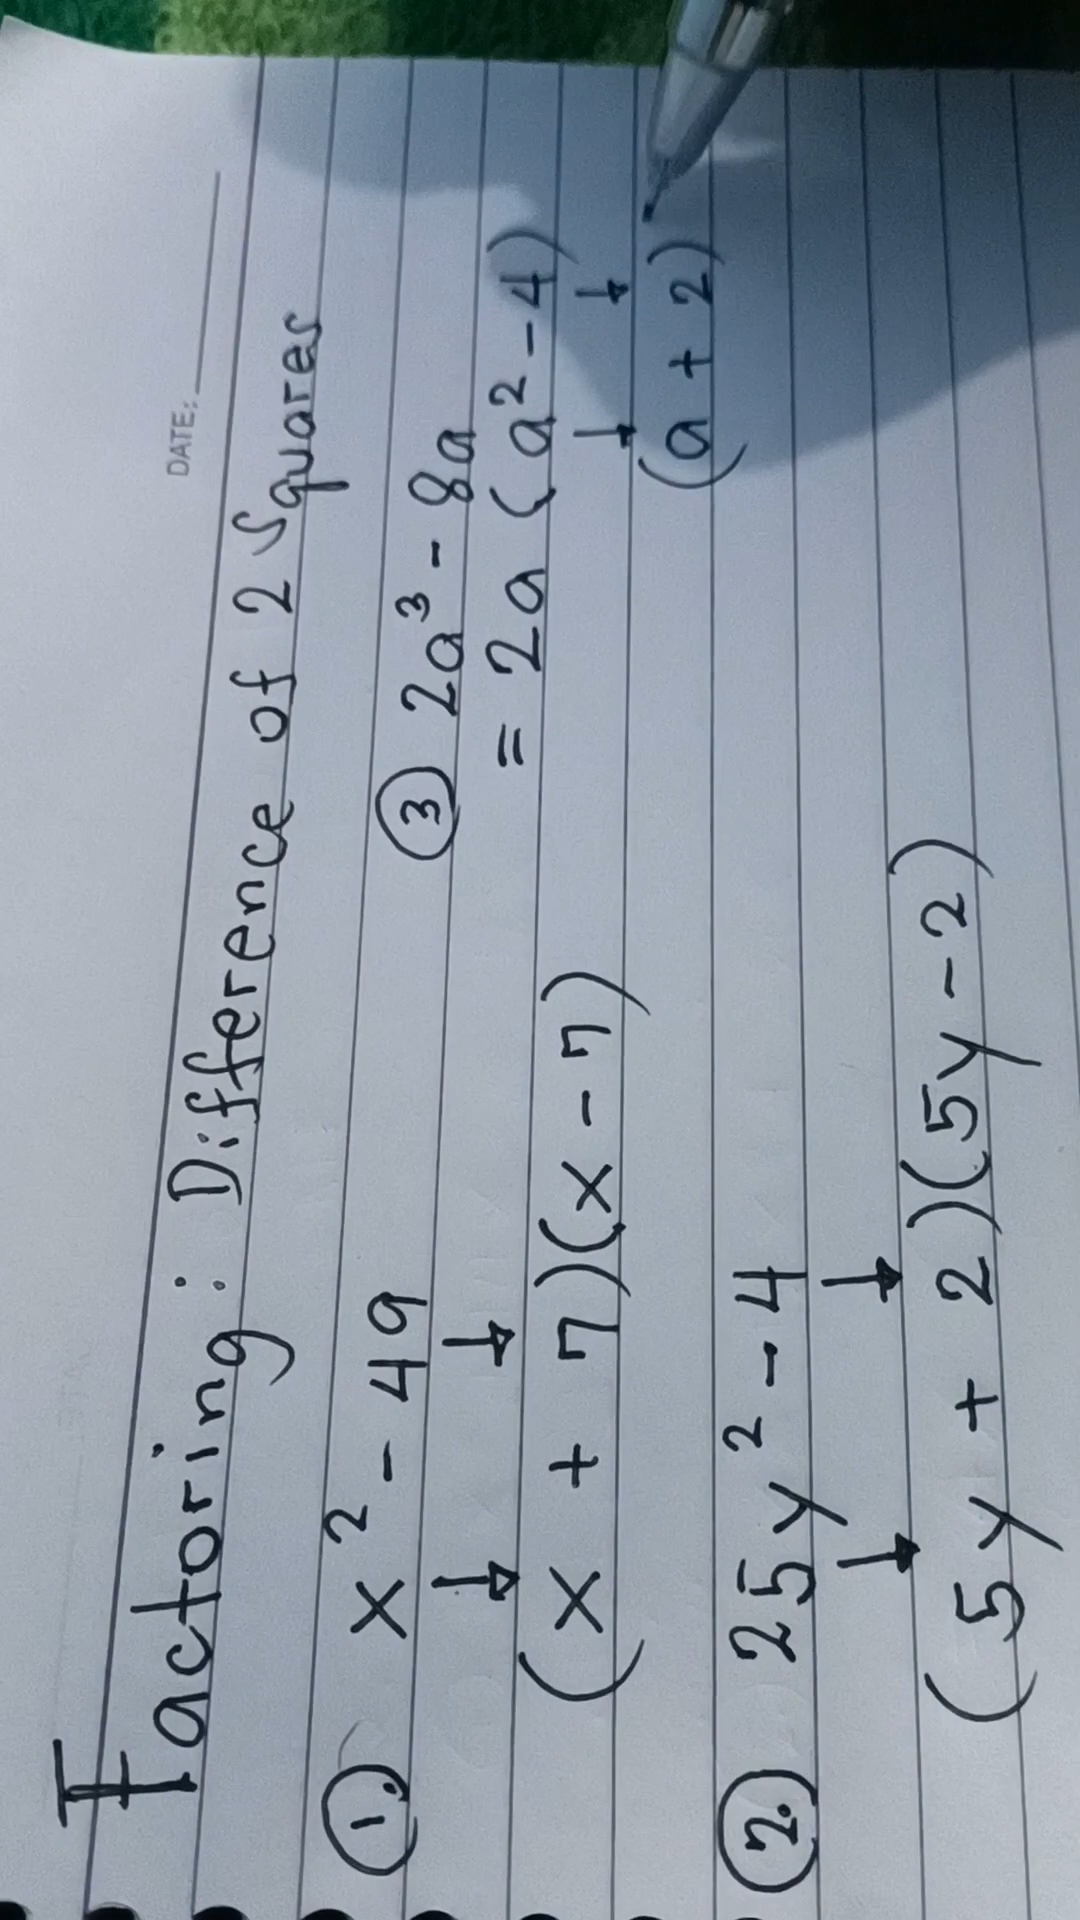 DATE:
Factoring : Difference of 2 Squares
1. x² - 49
(x + 7)(x - 7)
2. 25y² - 4
(5y + 2)(5y - 2)
3 2a³ - 8a
= 2a (a² - 4)
(a + 2)